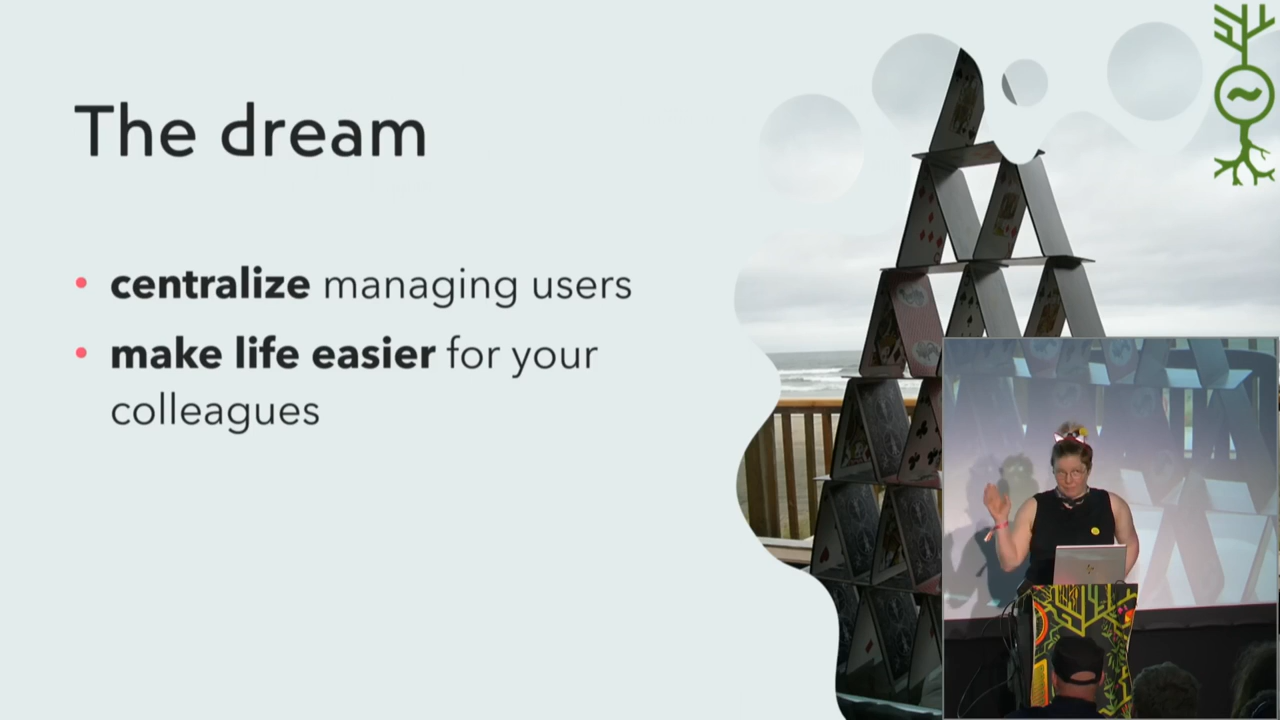 The dream
• centralize managing users
• make life easier for your
colleagues